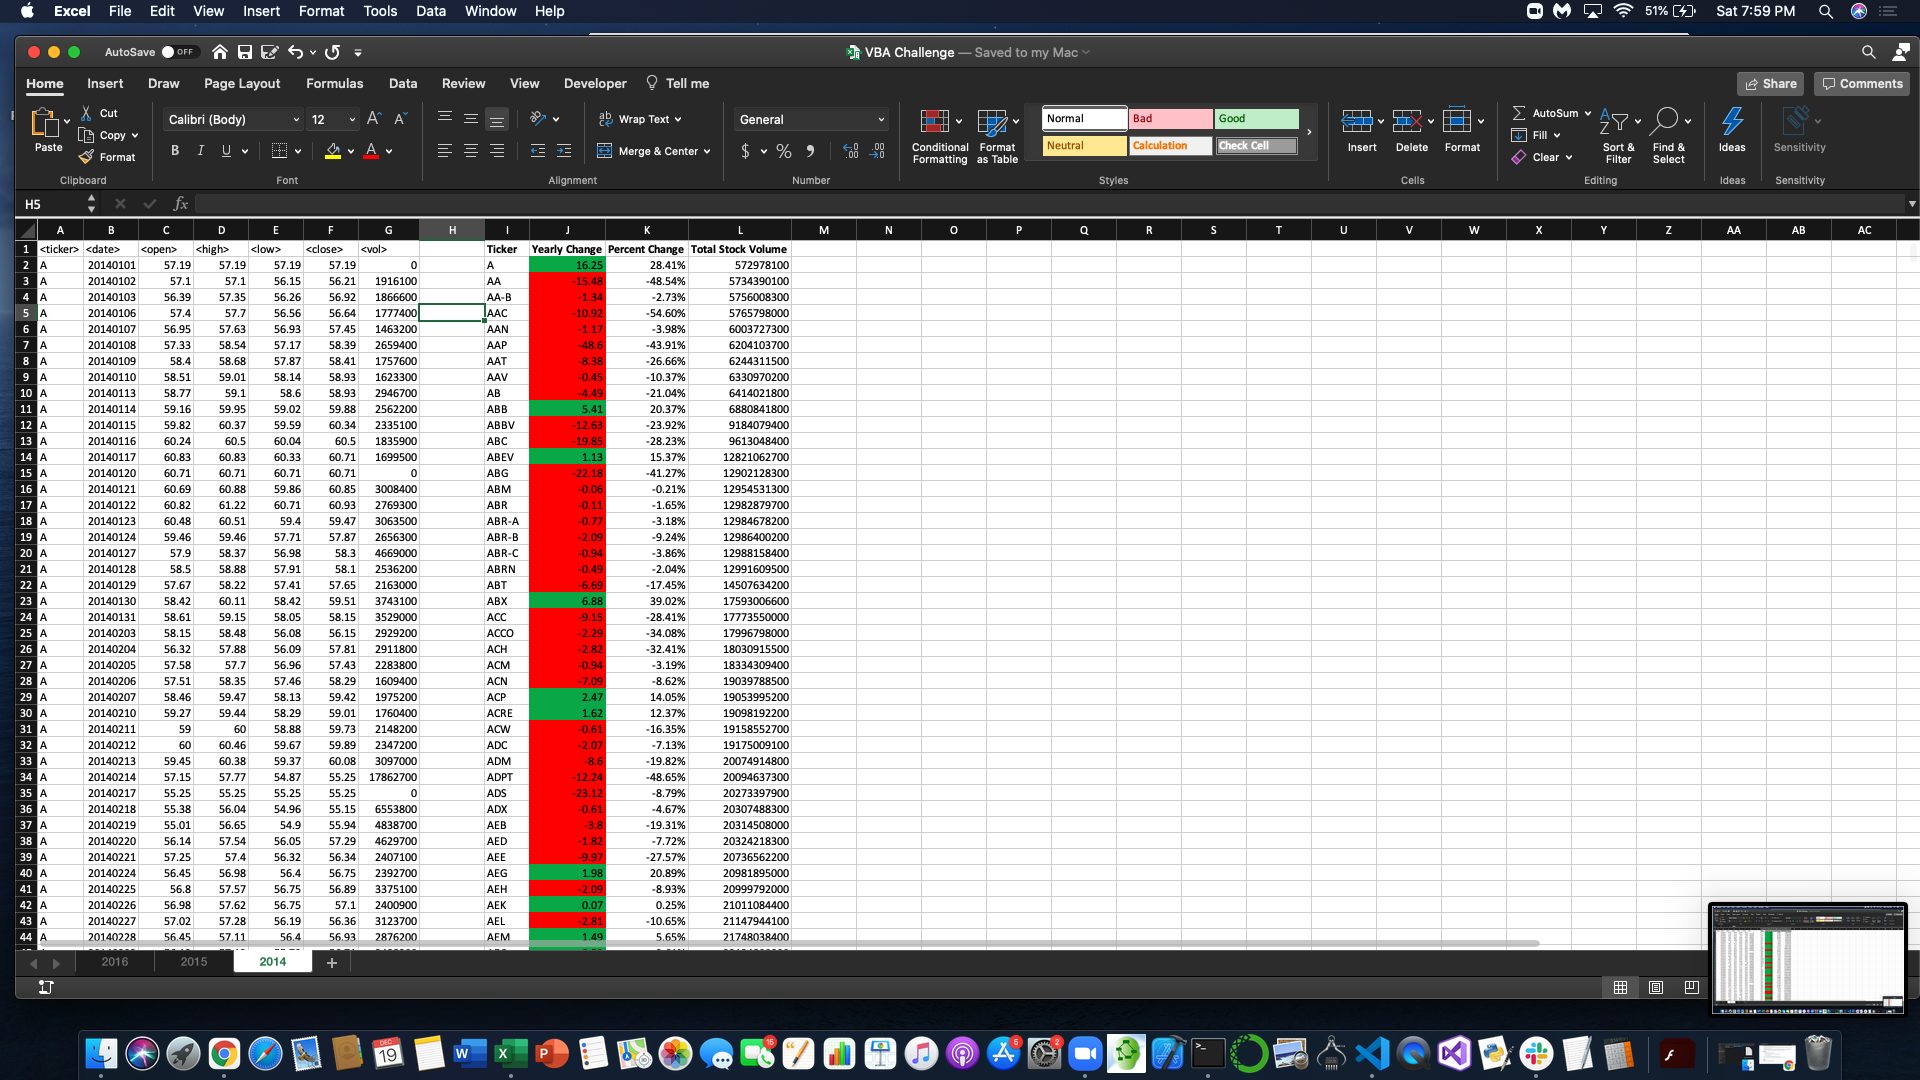 Excel File Edit View Insert Format Tools Data Window Help 51% Sat 7:59 PM
AutoSave OFF VBA Challenge — Saved to my Mac
Home Insert Draw Page Layout Formulas Data Review View Developer Tell me Share Comments
Paste Cut Copy Format Calibri (Body) 12 Wrap Text Merge & Center General
B I U A A $ % Conditional Formatting Format as Table
Normal Bad Good
Neutral Calculation Check Cell
Insert Delete Format AutoSum Fill Clear Sort & Filter Find & Select Ideas Sensitivity
Clipboard Font Alignment Number Styles Cells Editing Ideas Sensitivity
H5 fx
A B C D E F G H I J K L M N O P Q R S T U V W X Y Z AA AB AC
1 <ticker> <date> <open> <high> <low> <close> <vol> Ticker Yearly Change Percent Change Total Stock Volume
2 A 20140101 57.19 57.19 57.19 57.19 0 A 16.25 28.41% 572978100
3 A 20140102 57.1 57.1 56.15 56.21 1916100 AA -15.48 -48.54% 5734390100
4 A 20140103 56.39 57.35 56.26 56.92 1866600 AA-B -1.34 -2.73% 5756008300
5 A 20140106 57.4 57.7 56.56 56.64 1777400 AAC -10.92 -54.60% 5765798000
6 A 20140107 56.95 57.63 56.93 57.45 1463200 AAN -1.17 -3.98% 6003727300
7 A 20140108 57.33 58.54 57.17 58.39 2659400 AAP -48.6 -43.91% 6204103700
8 A 20140109 58.4 58.68 57.87 58.41 1757600 AAT -8.38 -26.66% 6244311500
9 A 20140110 58.51 59.01 58.14 58.93 1623300 AAV -0.45 -10.37% 6330970200
10 A 20140113 58.77 59.1 58.6 58.93 2946700 AB -4.49 -21.04% 6414021800
11 A 20140114 59.16 59.95 59.02 59.88 2562200 ABB 5.41 20.37% 6880841800
12 A 20140115 59.82 60.37 59.59 60.34 2335100 ABBV -12.63 -23.92% 9184079400
13 A 20140116 60.24 60.5 60.04 60.5 1835900 ABC -19.85 -28.23% 9613048400
14 A 20140117 60.83 60.83 60.33 60.71 1699500 ABEV 1.13 15.37% 12821062700
15 A 20140120 60.71 60.71 60.71 60.71 0 ABG -22.18 -41.27% 12902128300
16 A 20140121 60.69 60.88 59.86 60.85 3008400 ABM -0.06 -0.21% 12954531300
17 A 20140122 60.82 61.22 60.71 60.93 2769300 ABR -0.11 -1.65% 12982879700
18 A 20140123 60.48 60.51 59.4 59.47 3063500 ABR-A -0.77 -3.18% 12984678200
19 A 20140124 59.46 59.46 57.71 57.87 2656300 ABR-B -2.09 -9.24% 12986400200
20 A 20140127 57.9 58.37 56.98 58.3 4669000 ABR-C -0.94 -3.86% 12988158400
21 A 20140128 58.5 58.88 57.91 58.1 2536200 ABRN -0.49 -2.04% 12991609500
22 A 20140129 57.67 58.22 57.41 57.65 2163000 ABT -6.69 -17.45% 14507634200
23 A 20140130 58.42 60.11 58.42 59.51 3743100 ABX 6.88 39.02% 17593006600
24 A 20140131 58.61 59.15 58.05 58.15 3529000 ACC -9.15 -28.41% 17773550000
25 A 20140203 58.15 58.48 56.08 56.15 2929200 ACCO -2.29 -34.08% 17996798000
26 A 20140204 56.32 57.88 56.09 57.81 2911800 ACH -2.82 -32.41% 18030915500
27 A 20140205 57.58 57.7 56.96 57.43 2283800 ACM -0.94 -3.19% 18334309400
28 A 20140206 57.51 58.35 57.46 58.29 1609400 ACN -7.09 -8.62% 19039788500
29 A 20140207 58.46 59.47 58.13 59.42 1975200 ACP 2.47 14.05% 19053995200
30 A 20140210 59.27 59.44 58.29 59.01 1760400 ACRE 1.62 12.37% 19098192200
31 A 20140211 59 60 58.88 59.73 2148200 ACW -0.61 -16.35% 19158552700
32 A 20140212 60 60.46 59.67 59.89 2347200 ADC -2.07 -7.13% 19175009100
33 A 20140213 59.45 60.38 59.37 60.08 3097000 ADM -8.6 -19.82% 20074914800
34 A 20140214 57.15 57.77 54.87 55.25 17862700 ADPT -12.24 -48.65% 20094637300
35 A 20140217 55.25 55.25 55.25 55.25 0 ADS -23.12 -8.79% 20273397900
36 A 20140218 55.38 56.04 54.96 55.15 6553800 ADX -0.61 -4.67% 20307488300
37 A 20140219 55.01 56.65 54.9 55.94 4838700 AEB -3.8 -19.31% 20314508000
38 A 20140220 56.14 57.54 56.05 57.29 4629700 AED -1.82 -7.72% 20324218300
39 A 20140221 57.25 57.4 56.32 56.34 2407100 AEE -9.97 -27.57% 20736562200
40 A 20140224 56.45 56.98 56.4 56.75 2392700 AEG 1.98 20.89% 20981895000
41 A 20140225 56.8 57.57 56.75 56.89 3375100 AEH -2.09 -8.93% 20999792000
42 A 20140226 56.98 57.62 56.75 57.1 2400900 AEK 0.07 0.25% 21011084400
43 A 20140227 57.02 57.28 56.19 56.36 3123700 AEL -2.81 -10.65% 21147944100
44 A 20140228 56.45 57.11 56.4 56.93 2876200 AEM 1.49 5.65% 21748038400
2016 2015 2014 +
DEC 19 W X P 15 5 2